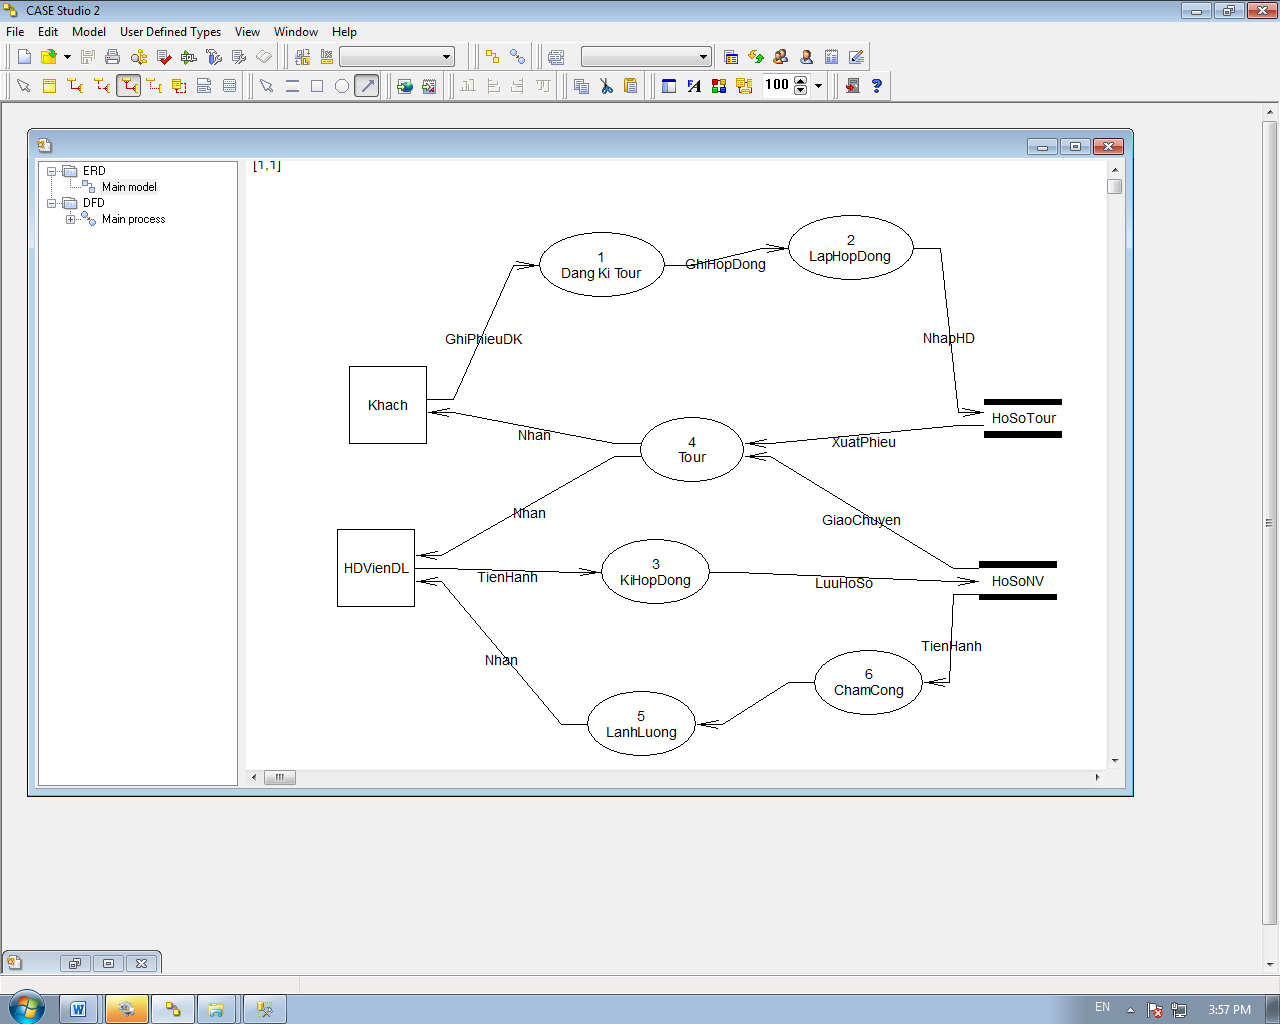 CASE Studio 2
File Edit Model User Defined Types View Window Help
SQL
100
ERD
Main model
DFD
Main process
[1,1]
1
Dang Ki Tour
GhiHopDong
2
LapHopDong
GhiPhieuDK
NhapHD
Khach
HoSoTour
Nhan
4
Tour
XuatPhieu
Nhan
GiaoChuyen
HDVienDL
TienHanh
3
KiHopDong
LuuHoSo
HoSoNV
TienHanh
Nhan
6
ChamCong
5
LanhLuong
EN
3:57 PM